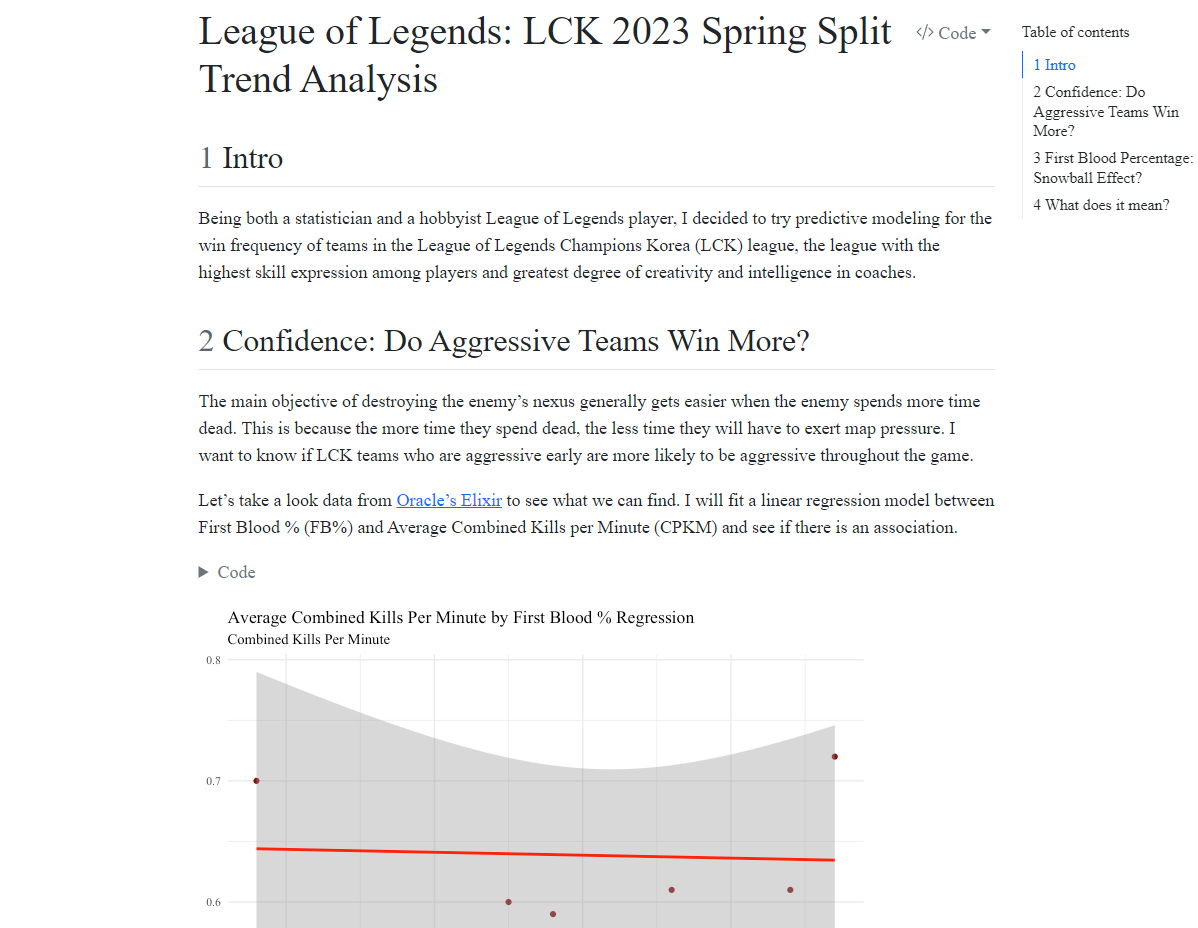 League of Legends: LCK 2023 Spring Split
Trend Analysis
</> Code
1 Intro
Being both a statistician and a hobbyist League of Legends player, I decided to try predictive modeling for the
win frequency of teams in the League of Legends Champions Korea (LCK) league, the league with the
highest skill expression among players and greatest degree of creativity and intelligence in coaches.
2 Confidence: Do Aggressive Teams Win More?
The main objective of destroying the enemy’s nexus generally gets easier when the enemy spends more time
dead. This is because the more time they spend dead, the less time they will have to exert map pressure. I
want to know if LCK teams who are aggressive early are more likely to be aggressive throughout the game.
Let’s take a look data from Oracle’s Elixir to see what we can find. I will fit a linear regression model between
First Blood % (FB%) and Average Combined Kills per Minute (CPKM) and see if there is an association.
Code
Average Combined Kills Per Minute by First Blood % Regression
Combined Kills Per Minute
0.8
0.7
0.6
Table of contents
1 Intro
2 Confidence: Do
Aggressive Teams Win
More?
3 First Blood Percentage:
Snowball Effect?
4 What does it mean?